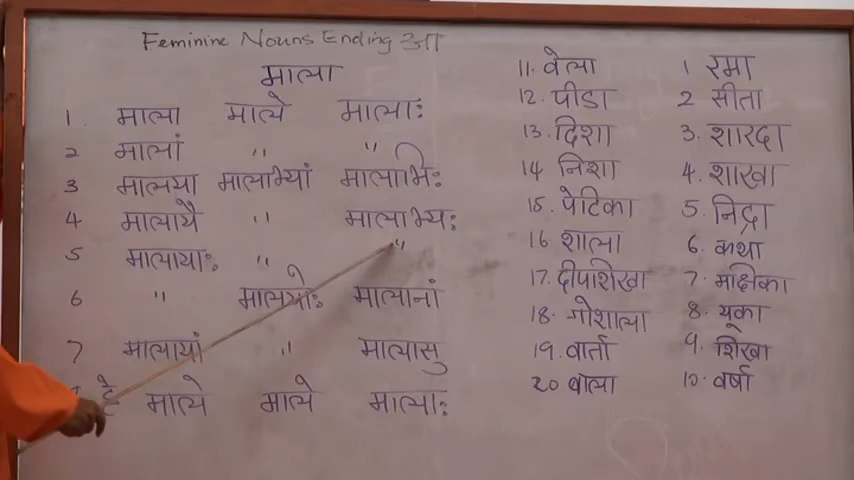 Feminine Nouns Ending आ
माला
1. माला माले मालाः
2 मालां " "
3 मालया मालाभ्यां मालाभिः
4 मालायै " मालाभ्यः
5 मालायाः " "
6 " मालयोः मालानां
7 मालायां " मालासु
हे माले माले मालाः
11. वेला
12. पीडा
13. दिशा
14 निशा
15. पेटिका
16 शाला
17. दीपशिखा
18. गोशाला
19. वार्ता
20 बाला
1 रमा
2 सीता
3. शारदा
4. शाखा
5. निद्रा
6. कथा
7. मक्षिका
8. यूका
9. शिखा
10. वर्षा